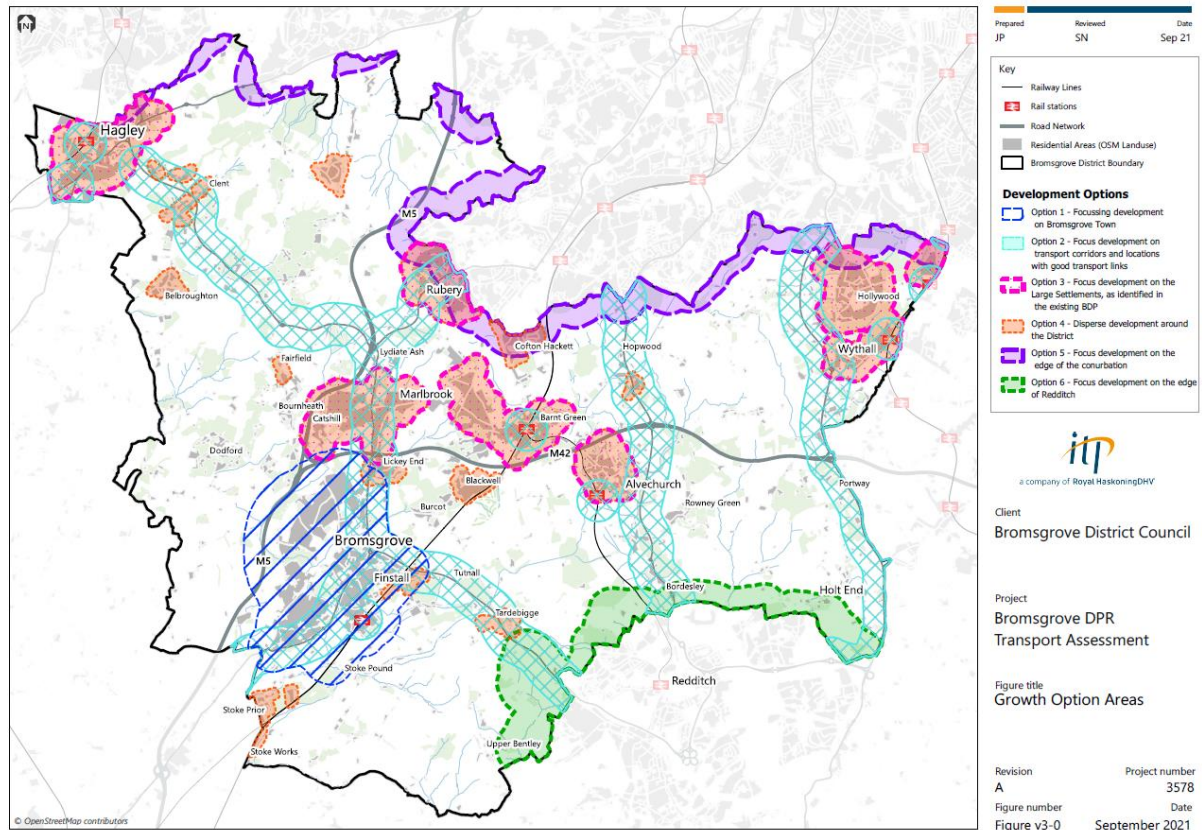 N
Hagley
Clent
M5
Rubery
Belbroughton
Hollywood
Cofton Hackett
Hopwood
Wythall
Lydiate Ash
Fairfield
Marlbrook
Bournheath
Catshill
Barnt Green
Dodford
Lickey End
M42
Blackwell
Alvechurch
Portway
Burcot
Rowney Green
Bromsgrove
M5
Finstall
Tutnall
Bordesley
Holt End
Tardebigge
Stoke Pound
Redditch
Stoke Prior
Upper Bentley
Stoke Works
© OpenStreetMap contributors
Prepared Reviewed Date
JP SN Sep 21
Key
Railway Lines
Rail stations
Road Network
Residential Areas (OSM Landuse)
Bromsgrove District Boundary
Development Options
Option 1 - Focussing development
on Bromsgrove Town
Option 2 - Focus development on
transport corridors and locations
with good transport links
Option 3 - Focus development on the
Large Settlements, as identified in
the existing BDP
Option 4 - Disperse development around
the District
Option 5 - Focus development on the
edge of the conurbation
Option 6 - Focus development on the edge
of Redditch
itp
a company of Royal HaskoningDHV
Client
Bromsgrove District Council
Project
Bromsgrove DPR
Transport Assessment
Figure title
Growth Option Areas
Revision Project number
A 3578
Figure number Date
Figure v3-0 September 2021